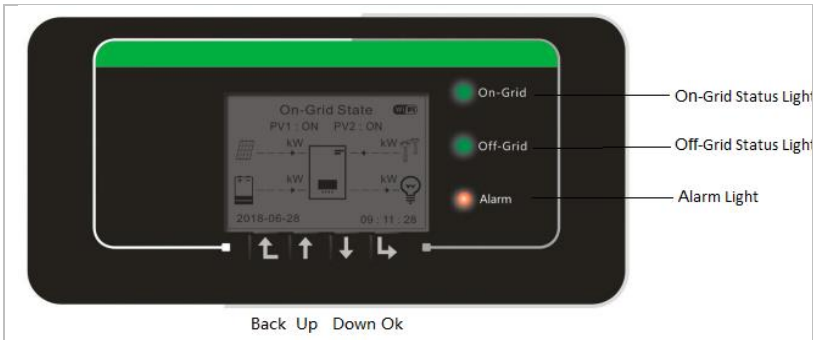 On-Grid State WiFi
PV1 : ON PV2 : ON
kW kW
kW kW
2018-06-28 09 : 11 : 28
On-Grid
Off-Grid
Alarm
On-Grid Status Light
Off-Grid Status Light
Alarm Light
Back Up Down Ok